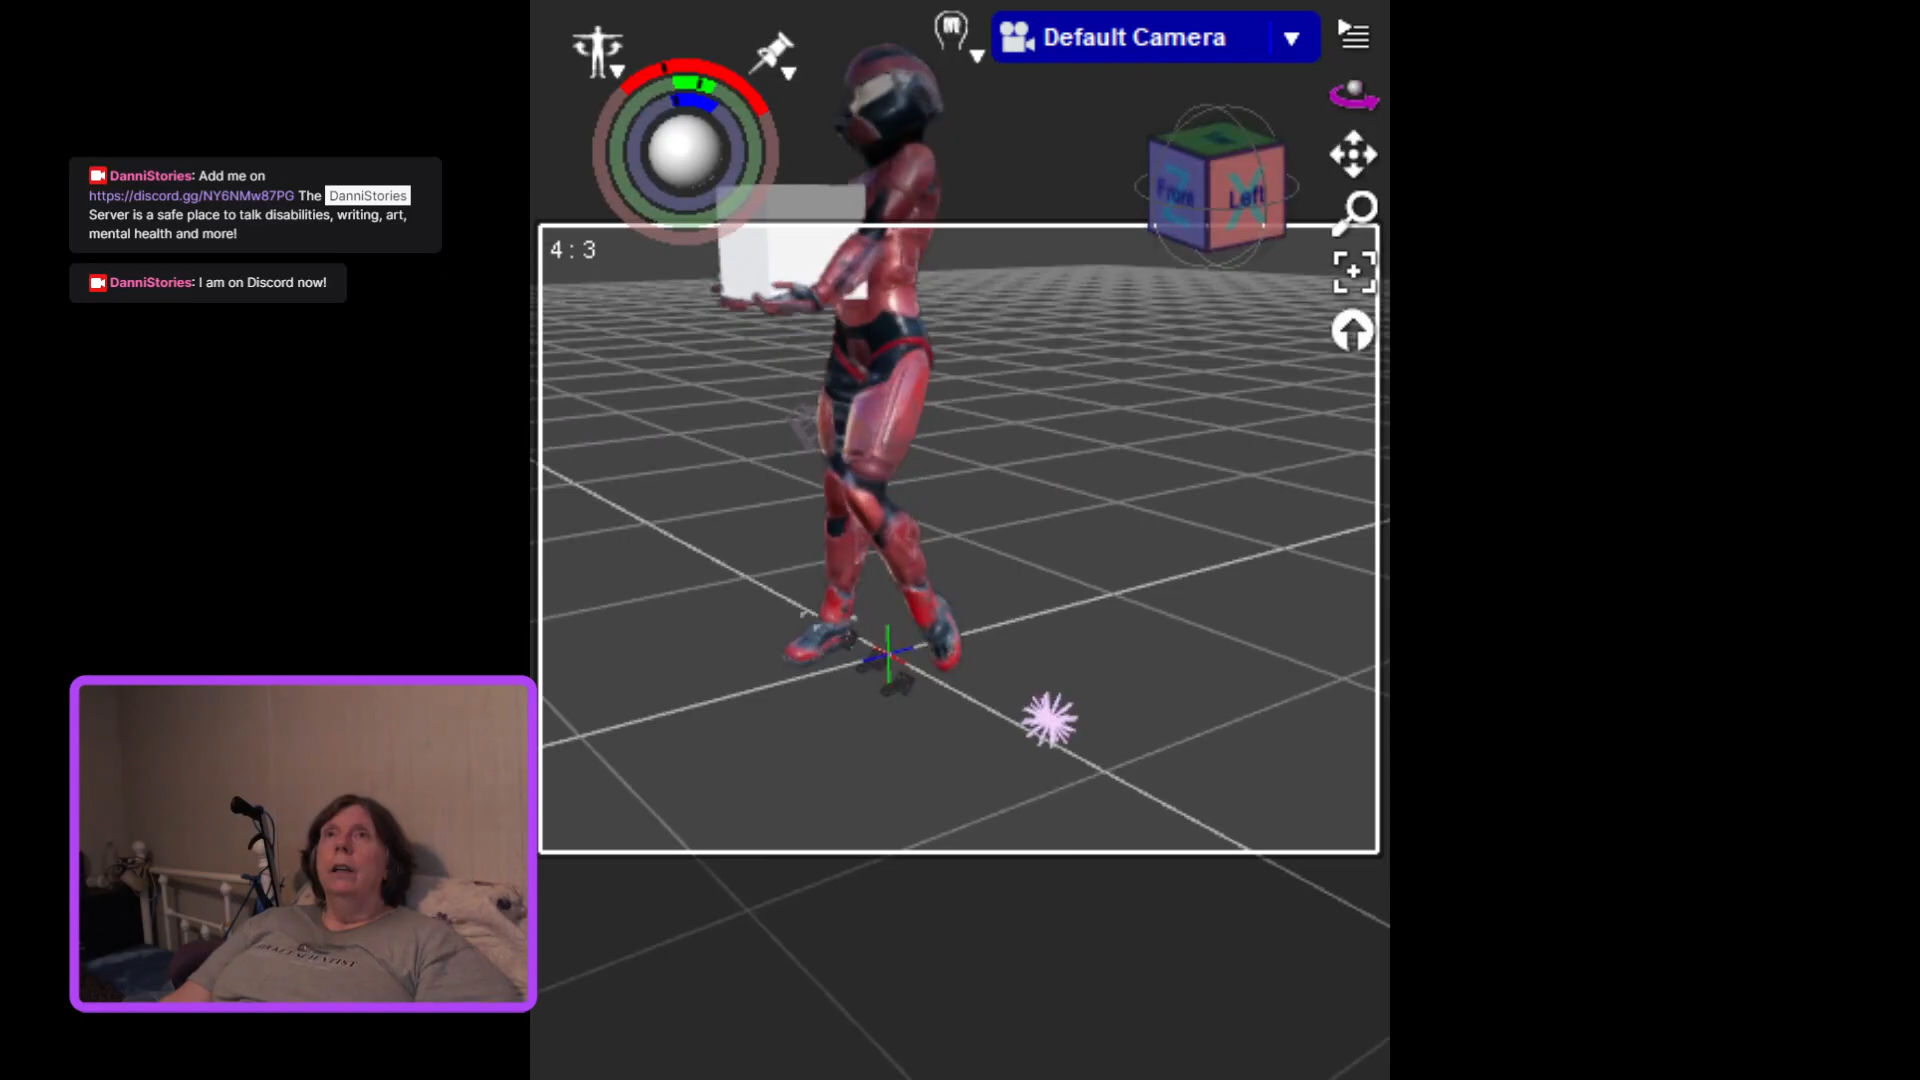 Default Camera
DanniStories: Add me on
https://discord.gg/NY6NMw87PG The DanniStories
Server is a safe place to talk disabilities, writing, art,
mental health and more!
DanniStories: I am on Discord now!
4 : 3
Front
Left